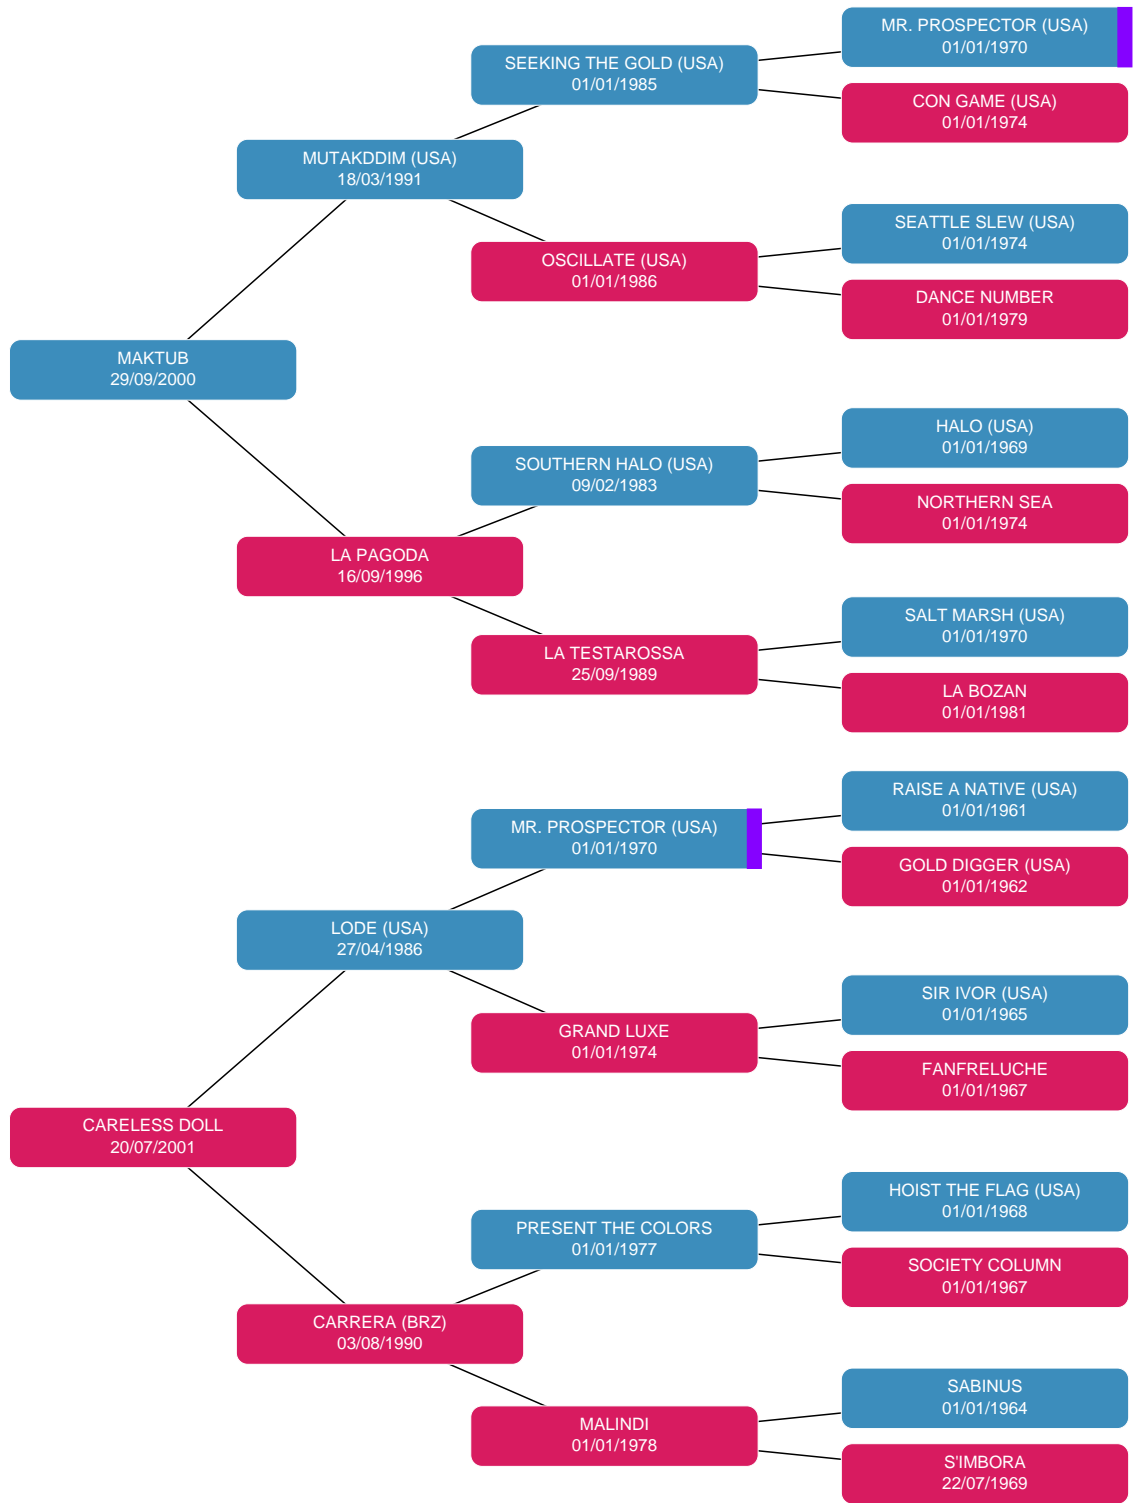 MR. PROSPECTOR (USA)
01/01/1970
SEEKING THE GOLD (USA)
01/01/1985
CON GAME (USA)
01/01/1974
MUTAKDDIM (USA)
18/03/1991
SEATTLE SLEW (USA)
01/01/1974
OSCILLATE (USA)
01/01/1986
DANCE NUMBER
01/01/1979
MAKTUB
29/09/2000
HALO (USA)
01/01/1969
SOUTHERN HALO (USA)
09/02/1983
NORTHERN SEA
01/01/1974
LA PAGODA
16/09/1996
SALT MARSH (USA)
01/01/1970
LA TESTAROSSA
25/09/1989
LA BOZAN
01/01/1981
RAISE A NATIVE (USA)
01/01/1961
MR. PROSPECTOR (USA)
01/01/1970
GOLD DIGGER (USA)
01/01/1962
LODE (USA)
27/04/1986
SIR IVOR (USA)
01/01/1965
GRAND LUXE
01/01/1974
FANFRELUCHE
01/01/1967
CARELESS DOLL
20/07/2001
HOIST THE FLAG (USA)
01/01/1968
PRESENT THE COLORS
01/01/1977
SOCIETY COLUMN
01/01/1967
CARRERA (BRZ)
03/08/1990
SABINUS
01/01/1964
MALINDI
01/01/1978
S'IMBORA
22/07/1969